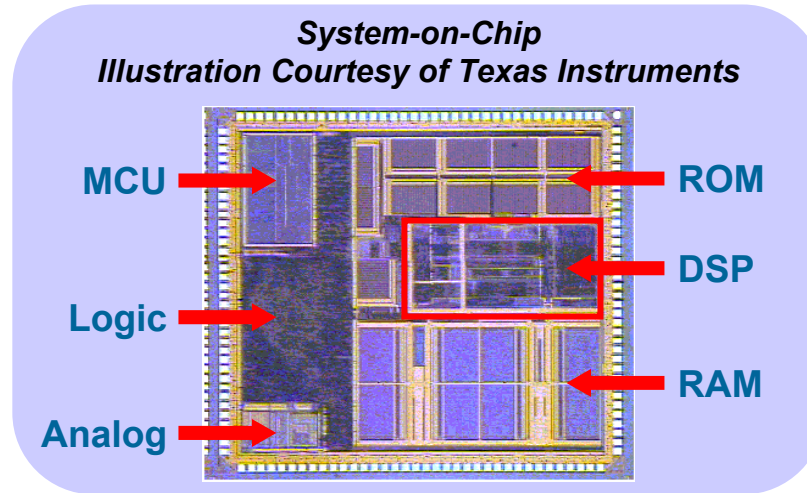 System-on-Chip
Illustration Courtesy of Texas Instruments
MCU
ROM
DSP
Logic
RAM
Analog